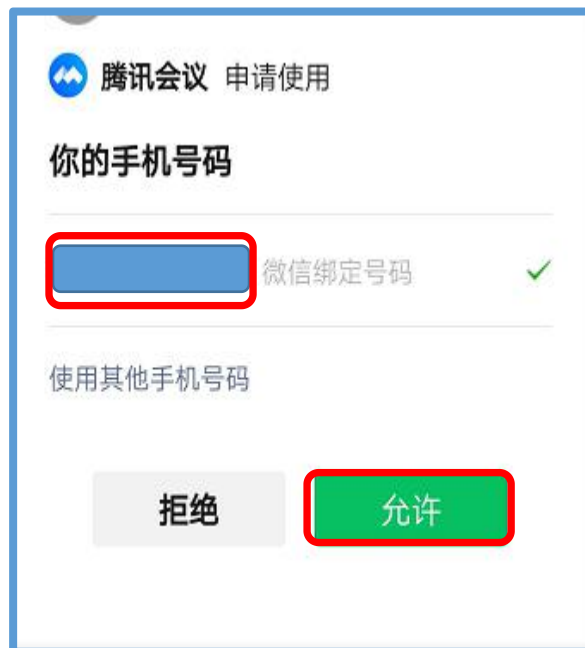 腾讯会议 申请使用
你的手机号码
微信绑定号码
使用其他手机号码
拒绝 允许